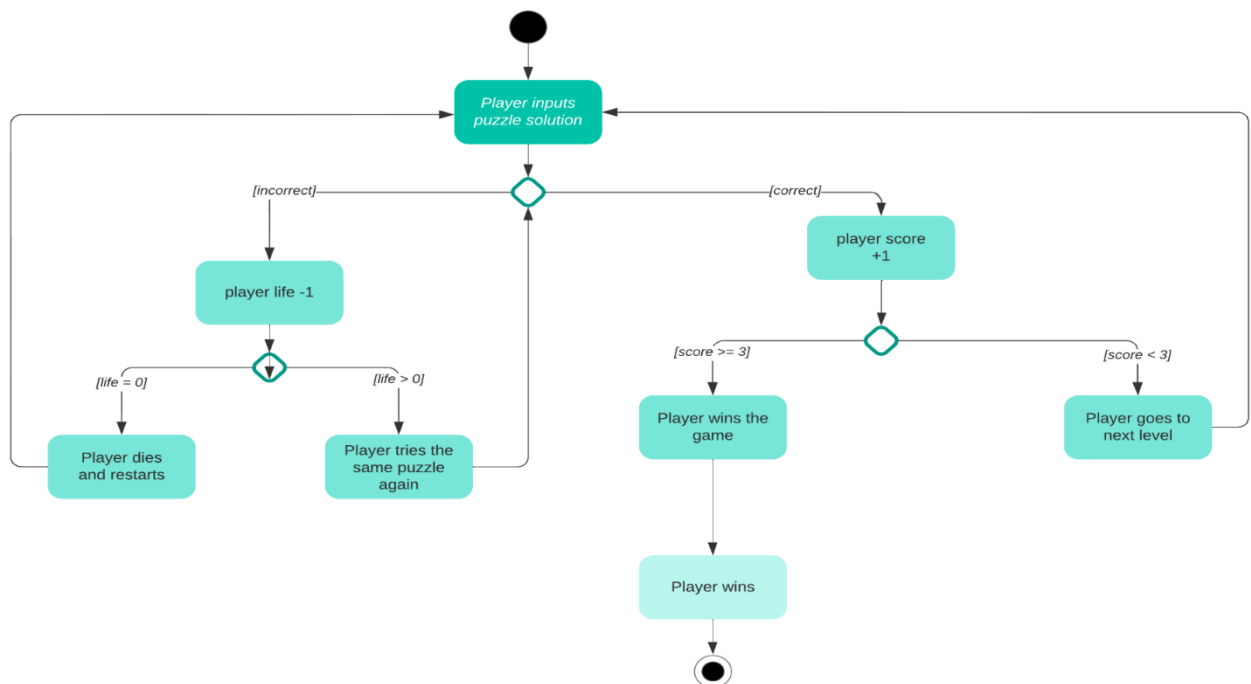 Player inputs
puzzle solution
[incorrect]
[correct]
player score
+1
player life -1
[score >= 3]
[score < 3]
[life = 0]
[life > 0]
Player wins the
game
Player goes to
next level
Player dies
and restarts
Player tries the
same puzzle
again
Player wins